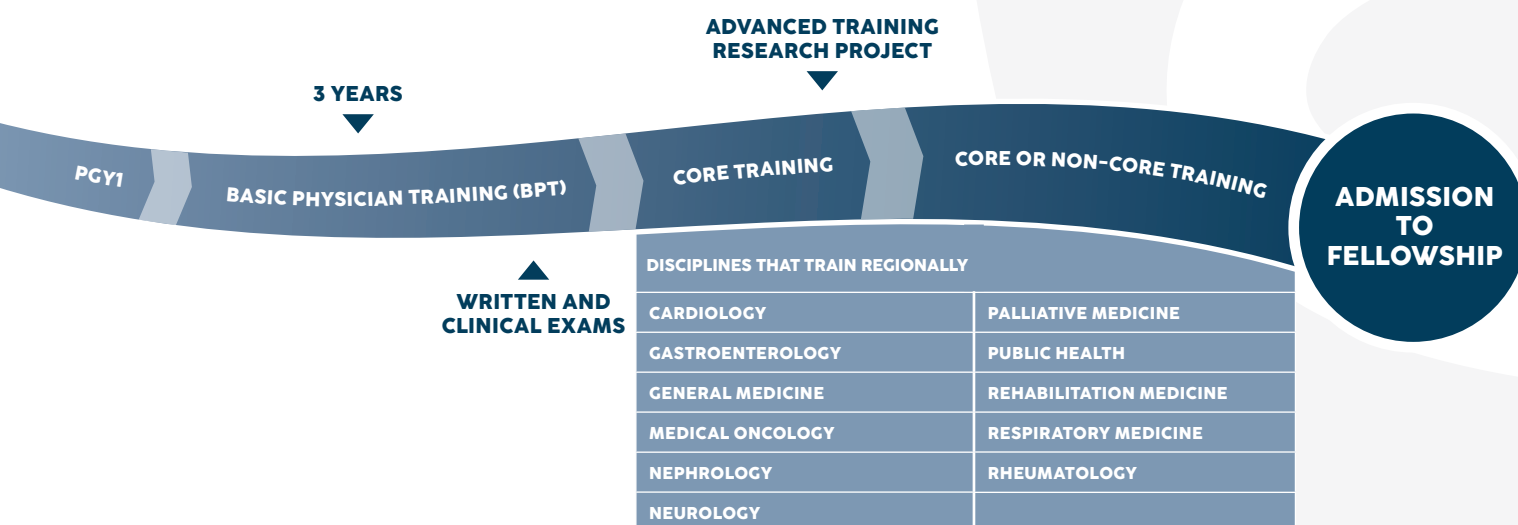 ADVANCED TRAINING
RESEARCH PROJECT
3 YEARS
PGY1
BASIC PHYSICIAN TRAINING (BPT)
CORE TRAINING
CORE OR NON-CORE TRAINING
ADMISSION
TO
FELLOWSHIP
WRITTEN AND
CLINICAL EXAMS
DISCIPLINES THAT TRAIN REGIONALLY
CARDIOLOGY
PALLIATIVE MEDICINE
GASTROENTEROLOGY
PUBLIC HEALTH
GENERAL MEDICINE
REHABILITATION MEDICINE
MEDICAL ONCOLOGY
RESPIRATORY MEDICINE
NEPHROLOGY
RHEUMATOLOGY
NEUROLOGY